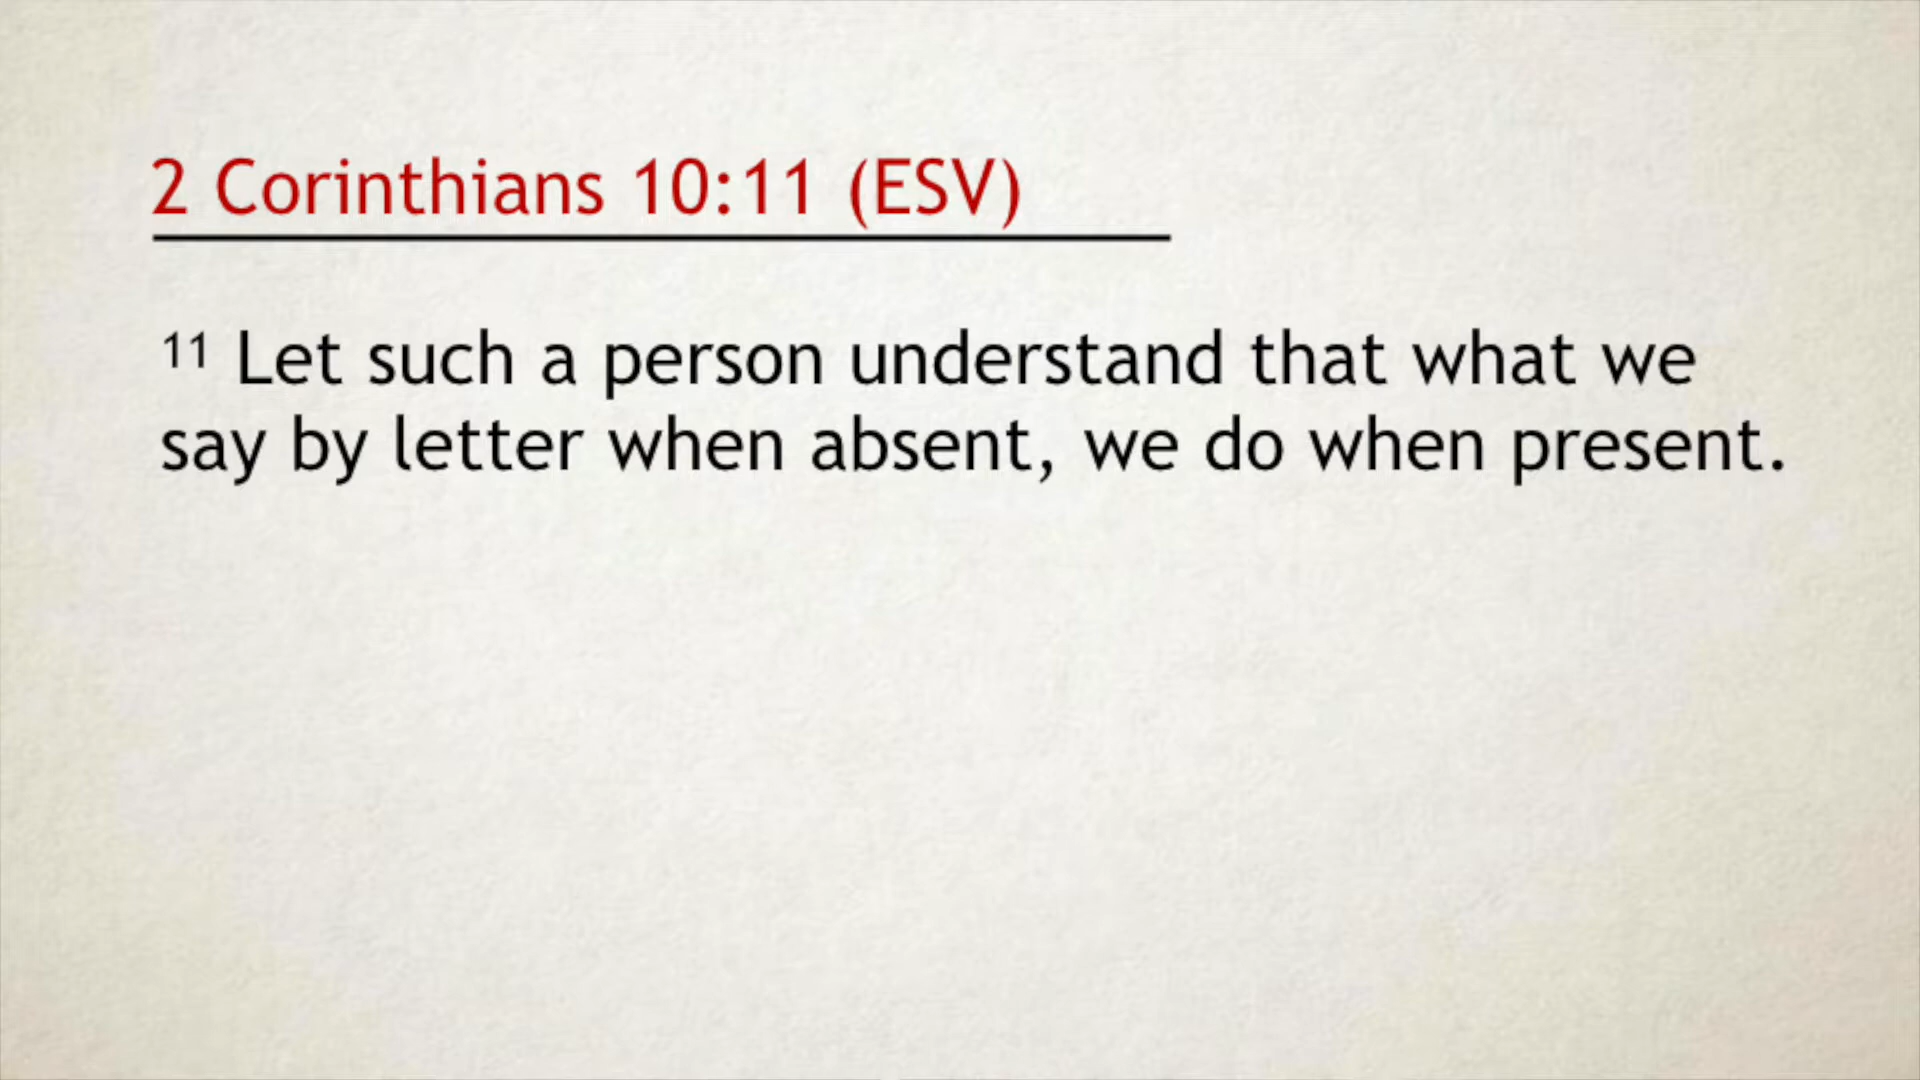 2 Corinthians 10:11 (ESV)
11 Let such a person understand that what we
say by letter when absent, we do when present.